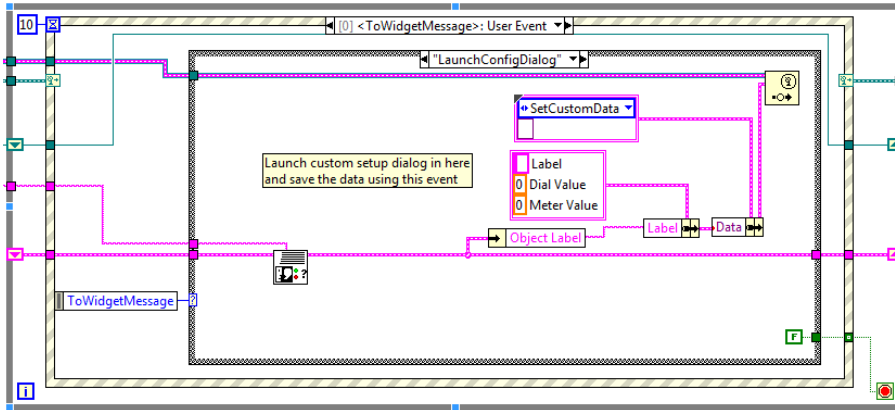 10
[0] <ToWidgetMessage>: User Event
"LaunchConfigDialog"
SetCustomData
Launch custom setup dialog in here
and save the data using this event
Label
0 Dial Value
0 Meter Value
Object Label
Label
Data
?
ToWidgetMessage
?
F
i